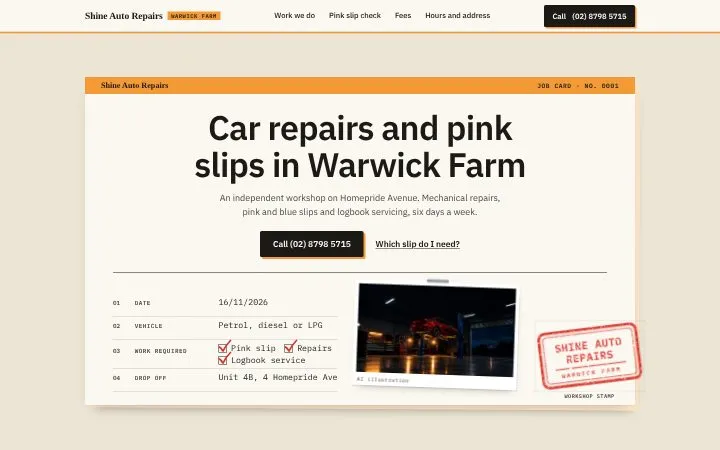 Shine Auto Repairs WARWICK FARM Work we do Pink slip check Fees Hours and address Call (02) 8798 5715
Shine Auto Repairs JOB CARD · NO. 0001
Car repairs and pink
slips in Warwick Farm
An independent workshop on Homepride Avenue. Mechanical repairs,
pink and blue slips and logbook servicing, six days a week.
Call (02) 8798 5715 Which slip do I need?
01 DATE 16/11/2026
02 VEHICLE Petrol, diesel or LPG
03 WORK REQUIRED Pink slip Repairs
Logbook service
04 DROP OFF Unit 4B, 4 Homepride Ave
AI illustration
SHINE AUTO
REPAIRS
WARWICK FARM
WORKSHOP STAMP